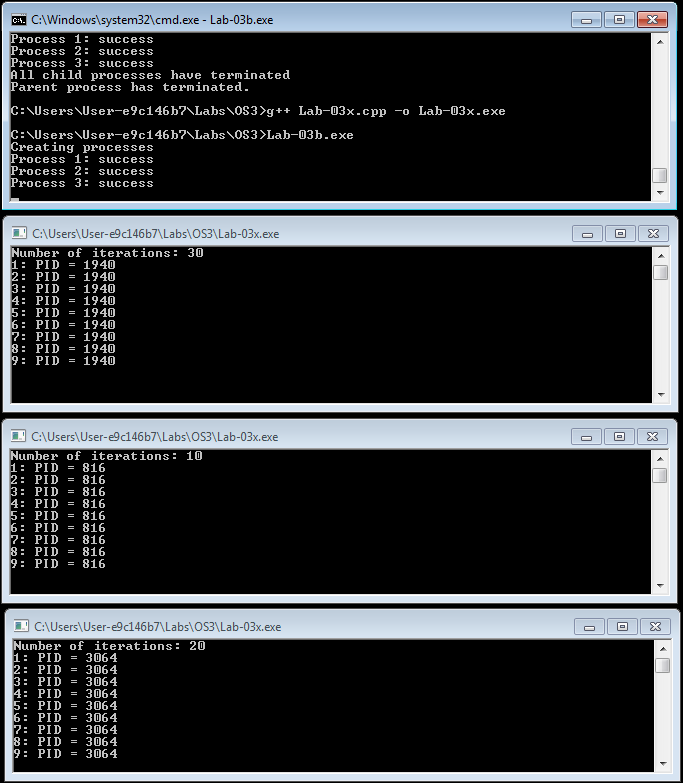 C:\Windows\system32\cmd.exe - Lab-03b.exe
Process 1: success
Process 2: success
Process 3: success
All child processes have terminated
Parent process has terminated.
C:\Users\User-e9c146b7\Labs\OS3>g++ Lab-03x.cpp -o Lab-03x.exe
C:\Users\User-e9c146b7\Labs\OS3>Lab-03b.exe
Creating processes
Process 1: success
Process 2: success
Process 3: success
C:\Users\User-e9c146b7\Labs\OS3\Lab-03x.exe
Number of iterations: 30
1: PID = 1940
2: PID = 1940
3: PID = 1940
4: PID = 1940
5: PID = 1940
6: PID = 1940
7: PID = 1940
8: PID = 1940
9: PID = 1940
C:\Users\User-e9c146b7\Labs\OS3\Lab-03x.exe
Number of iterations: 10
1: PID = 816
2: PID = 816
3: PID = 816
4: PID = 816
5: PID = 816
6: PID = 816
7: PID = 816
8: PID = 816
9: PID = 816
C:\Users\User-e9c146b7\Labs\OS3\Lab-03x.exe
Number of iterations: 20
1: PID = 3064
2: PID = 3064
3: PID = 3064
4: PID = 3064
5: PID = 3064
6: PID = 3064
7: PID = 3064
8: PID = 3064
9: PID = 3064